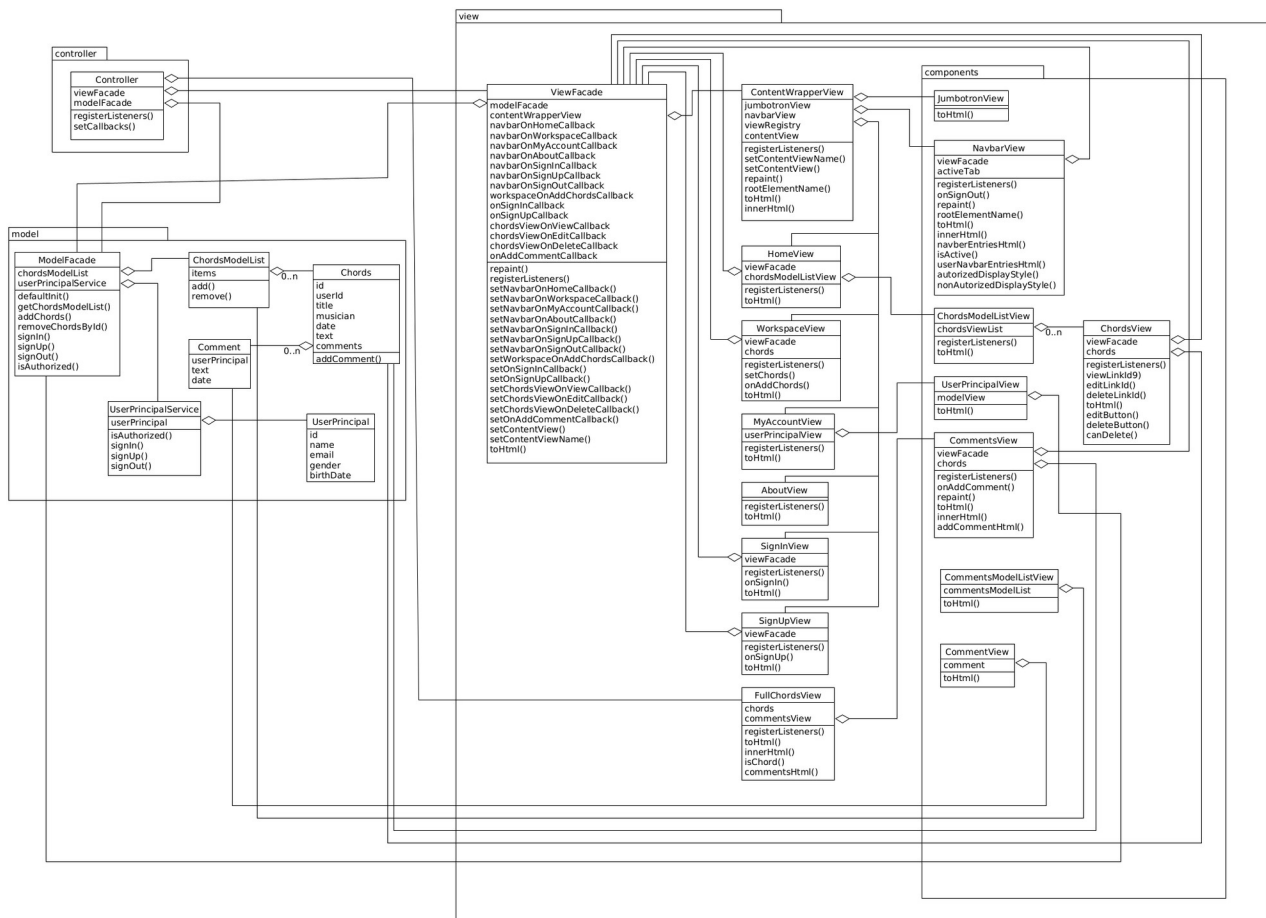 view
controller
Controller
viewFacade
modelFacade
registerListeners()
setCallbacks()
model
ModelFacade
chordsModelList
userPrincipalService
defaultInit()
getChordsModelList()
addChords()
removeChordsById()
signIn()
signUp()
signOut()
isAuthorized()
ChordsModelList
items
add()
remove()
0..n
Chords
id
userId
title
musician
date
text
comments
addComment()
Comment
userPrincipal
text
date
0..n
UserPrincipalService
userPrincipal
isAuthorized()
signIn()
signUp()
signOut()
UserPrincipal
id
name
email
gender
birthDate
ViewFacade
modelFacade
contentWrapperView
navbarOnHomeCallback
navbarOnWorkspaceCallback
navbarOnMyAccountCallback
navbarOnAboutCallback
navbarOnSignInCallback
navbarOnSignUpCallback
navbarOnSignOutCallback
workspaceOnAddChordsCallback
onSignInCallback
onSignUpCallback
chordsViewOnViewCallback
chordsViewOnEditCallback
chordsViewOnDeleteCallback
onAddCommentCallback
repaint()
registerListeners()
setNavbarOnHomeCallback()
setNavbarOnWorkspaceCallback()
setNavbarOnMyAccountCallback()
setNavbarOnAboutCallback()
setNavbarOnSignInCallback()
setNavbarOnSignUpCallback()
setNavbarOnSignOutCallback()
setWorkspaceOnAddChordsCallback()
setOnSignInCallback()
setOnSignUpCallback()
setChordsViewOnViewCallback()
setChordsViewOnEditCallback()
setChordsViewOnDeleteCallback()
setOnAddCommentCallback()
setContentView()
setContentViewName()
toHtml()
ContentWrapperView
jumbotronView
navbarView
viewRegistry
contentView
registerListeners()
setContentViewName()
setContentView()
repaint()
rootElementName()
toHtml()
innerHtml()
HomeView
viewFacade
chordsModelListView
registerListeners()
toHtml()
WorkspaceView
viewFacade
chords
registerListeners()
setChords()
onAddChords()
toHtml()
MyAccountView
userPrincipalView
registerListeners()
toHtml()
AboutView
registerListeners()
toHtml()
SignInView
viewFacade
registerListeners()
onSignIn()
toHtml()
SignUpView
viewFacade
registerListeners()
onSignUp()
toHtml()
FullChordsView
chords
commentsView
registerListeners()
toHtml()
innerHtml()
isChord()
commentsHtml()
components
JumbotronView
toHtml()
NavbarView
viewFacade
activeTab
registerListeners()
onSignOut()
repaint()
rootElementName()
toHtml()
innerHtml()
navberEntriesHtml()
isActive()
userNavbarEntriesHtml()
autorizedDisplayStyle()
nonAutorizedDisplayStyle()
ChordsModelListView
chordsViewList
registerListeners()
toHtml()
0..n
ChordsView
viewFacade
chords
registerListeners()
viewLinkId9)
editLinkId()
deleteLinkId()
toHtml()
editButton()
deleteButton()
canDelete()
UserPrincipalView
modelView
toHtml()
CommentsView
viewFacade
chords
registerListeners()
onAddComment()
repaint()
toHtml()
innerHtml()
addCommentHtml()
CommentsModelListView
commentsModelList
toHtml()
CommentView
comment
toHtml()